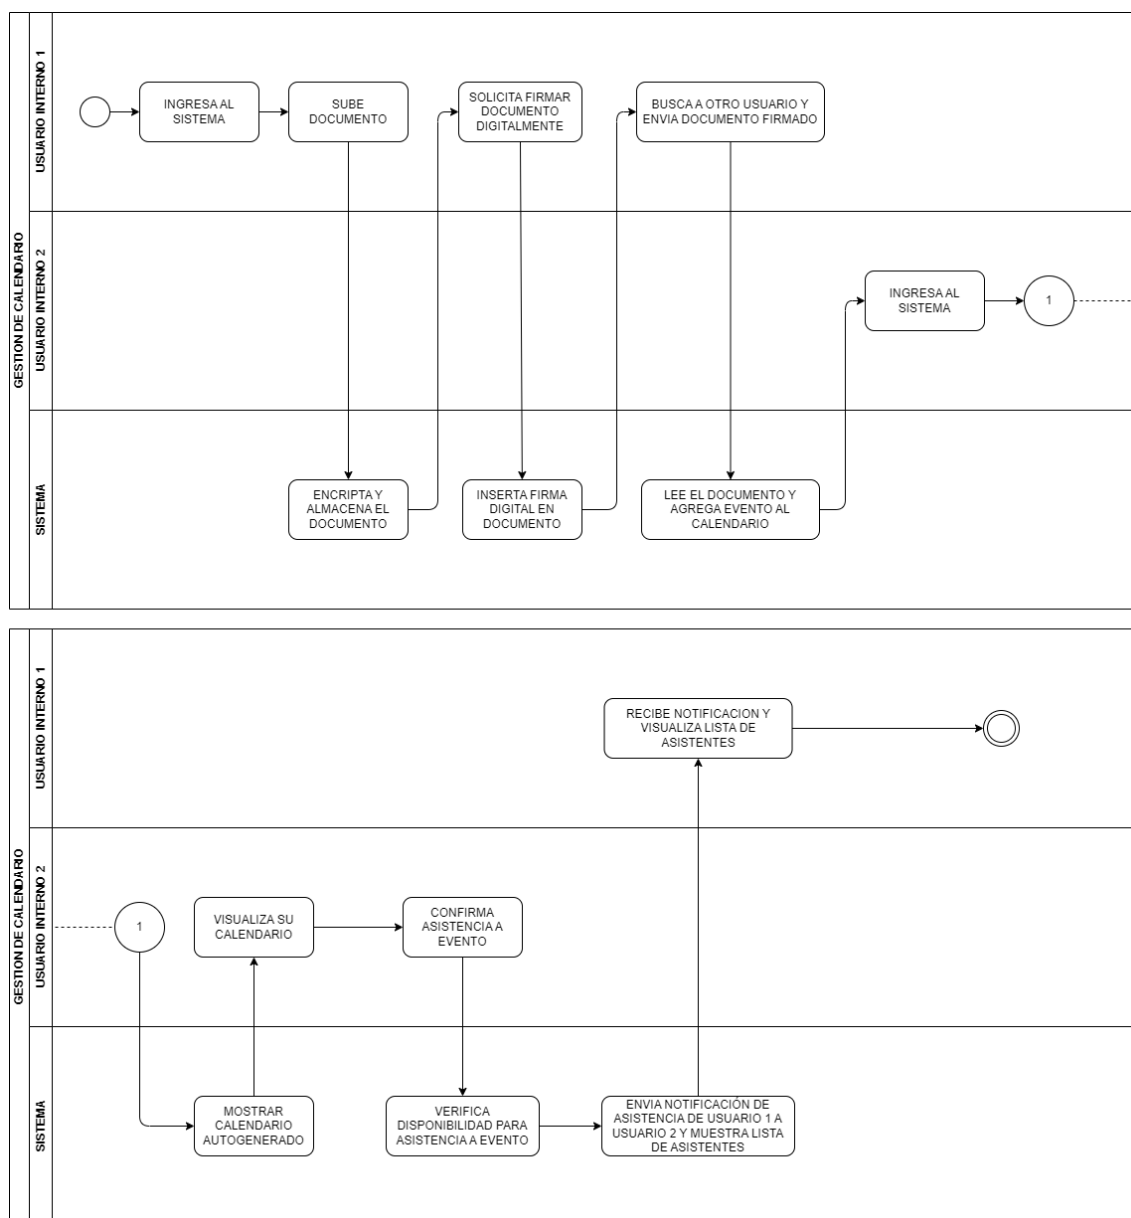 GESTION DE CALENDARIO
USUARIO INTERNO 1
INGRESA AL
SISTEMA
SUBE
DOCUMENTO
SOLICITA FIRMAR
DOCUMENTO
DIGITALMENTE
BUSCA A OTRO USUARIO Y
ENVIA DOCUMENTO FIRMADO
USUARIO INTERNO 2
INGRESA AL
SISTEMA
1
SISTEMA
ENCRIPTA Y
ALMACENA EL
DOCUMENTO
INSERTA FIRMA
DIGITAL EN
DOCUMENTO
LEE EL DOCUMENTO Y
AGREGA EVENTO AL
CALENDARIO
GESTION DE CALENDARIO
USUARIO INTERNO 1
RECIBE NOTIFICACION Y
VISUALIZA LISTA DE
ASISTENTES
USUARIO INTERNO 2
1
VISUALIZA SU
CALENDARIO
CONFIRMA
ASISTENCIA A
EVENTO
SISTEMA
MOSTRAR
CALENDARIO
AUTOGENERADO
VERIFICA
DISPONIBILIDAD PARA
ASISTENCIA A EVENTO
ENVIA NOTIFICACIÓN DE
ASISTENCIA DE USUARIO 1 A
USUARIO 2 Y MUESTRA LISTA
DE ASISTENTES